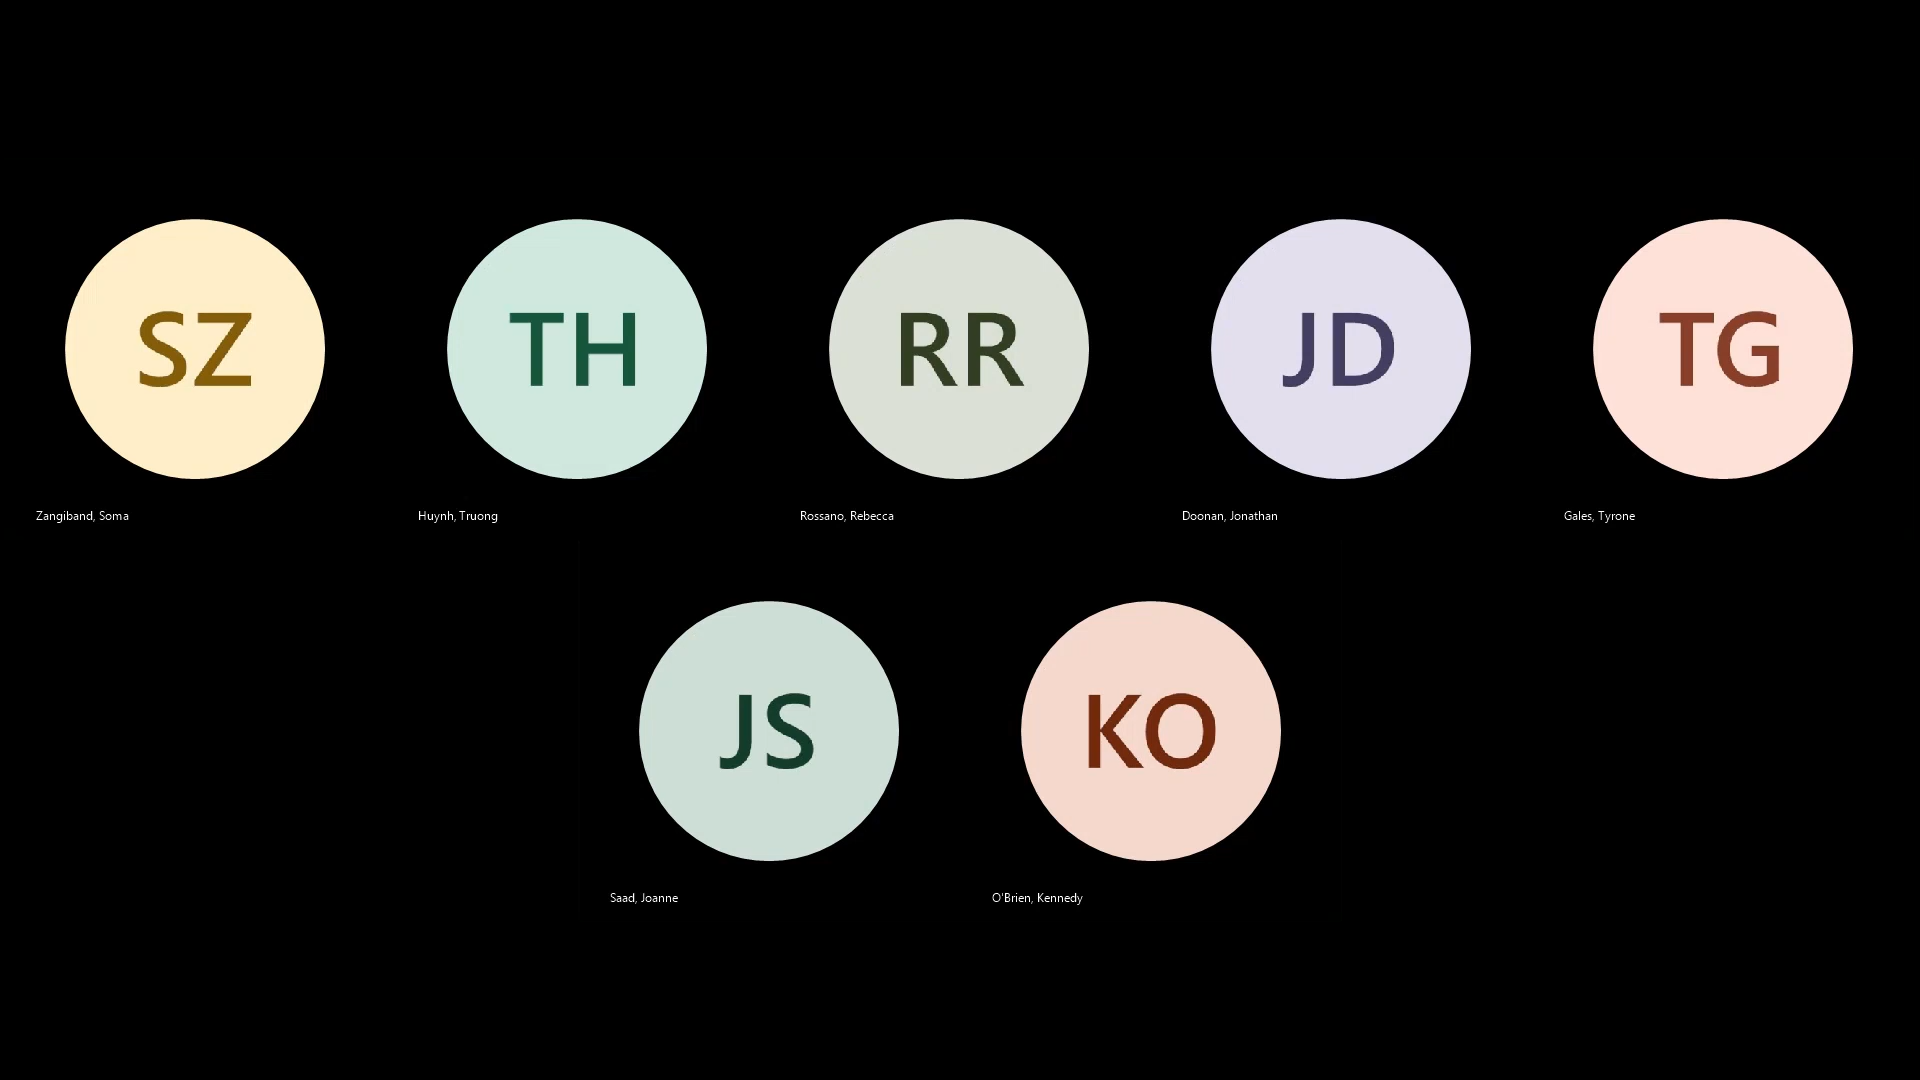 SZ
TH
RR
JD
TG
Zangiband, Soma
Huynh, Truong
Rossano, Rebecca
Doonan, Jonathan
Gales, Tyrone
JS
KO
Saad, Joanne
O'Brien, Kennedy